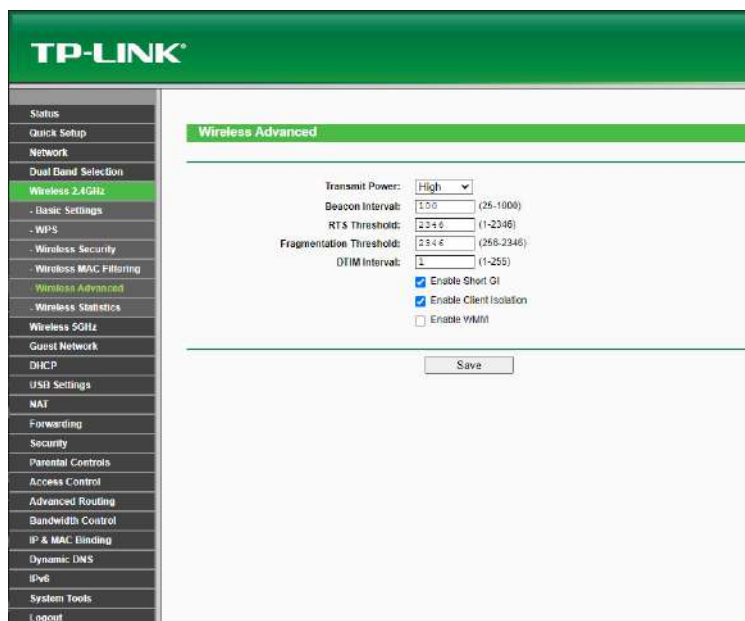 TP-LINK®
Status
Quick Setup
Network
Dual Band Selection
Wireless 2.4GHz
- Basic Settings
- WPS
- Wireless Security
- Wireless MAC Filtering
- Wireless Advanced
- Wireless Statistics
Wireless 5GHz
Guest Network
DHCP
USB Settings
NAT
Forwarding
Security
Parental Controls
Access Control
Advanced Routing
Bandwidth Control
IP & MAC Binding
Dynamic DNS
IPv6
System Tools
Logout
Wireless Advanced
Transmit Power: High
Beacon Interval: 100 (25-1000)
RTS Threshold: 2346 (1-2346)
Fragmentation Threshold: 2346 (256-2346)
DTIM Interval: 1 (1-255)
Enable Short GI
Enable Client Isolation
Enable WMM
Save